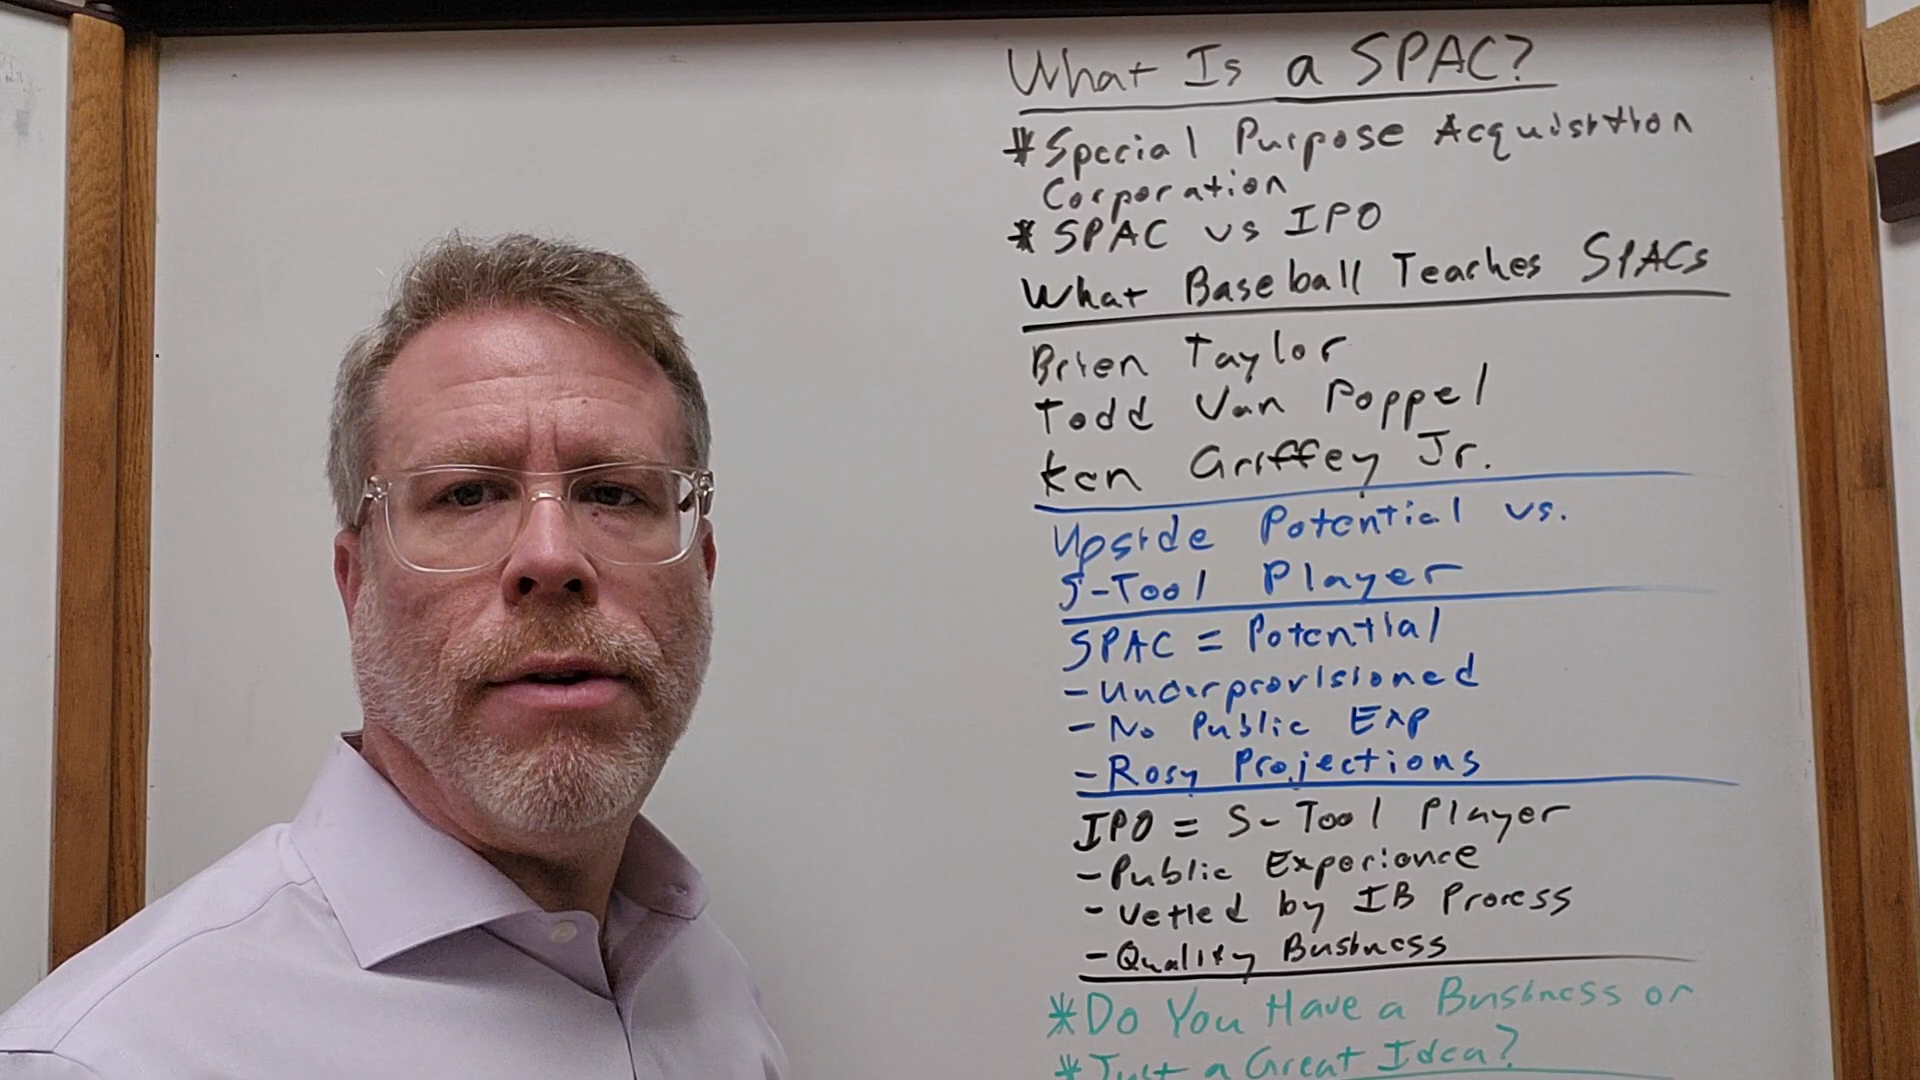 What Is a SPAC?
*Special Purpose Acquisition
Corporation
*SPAC vs IPO
What Baseball Teaches SPACs
Brien Taylor
Todd Van Poppel
Ken Griffey Jr.
Upside Potential vs.
5-Tool Player
SPAC = Potential
-Underprovisioned
-No Public Exp
-Rosy Projections
IPO = 5-Tool Player
-Public Experience
-Vetted by IB Process
-Quality Business
*Do You Have a Business or
*Just a Great Idea?